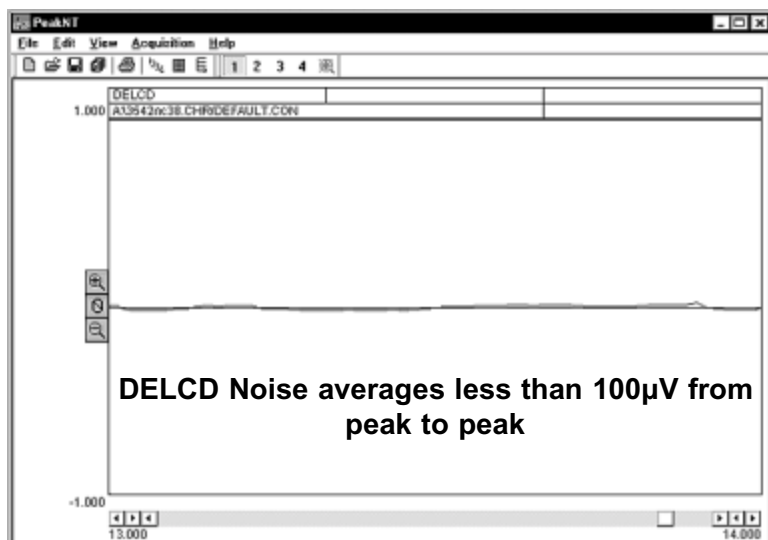 PeakNT
File Edit View Acquisition Help
1 2 3 4
DELCD
1.000 A:\3542nc38.CHR\DEFAULT.CON
DELCD Noise averages less than 100µV from
peak to peak
-1.000
13.000 14.000